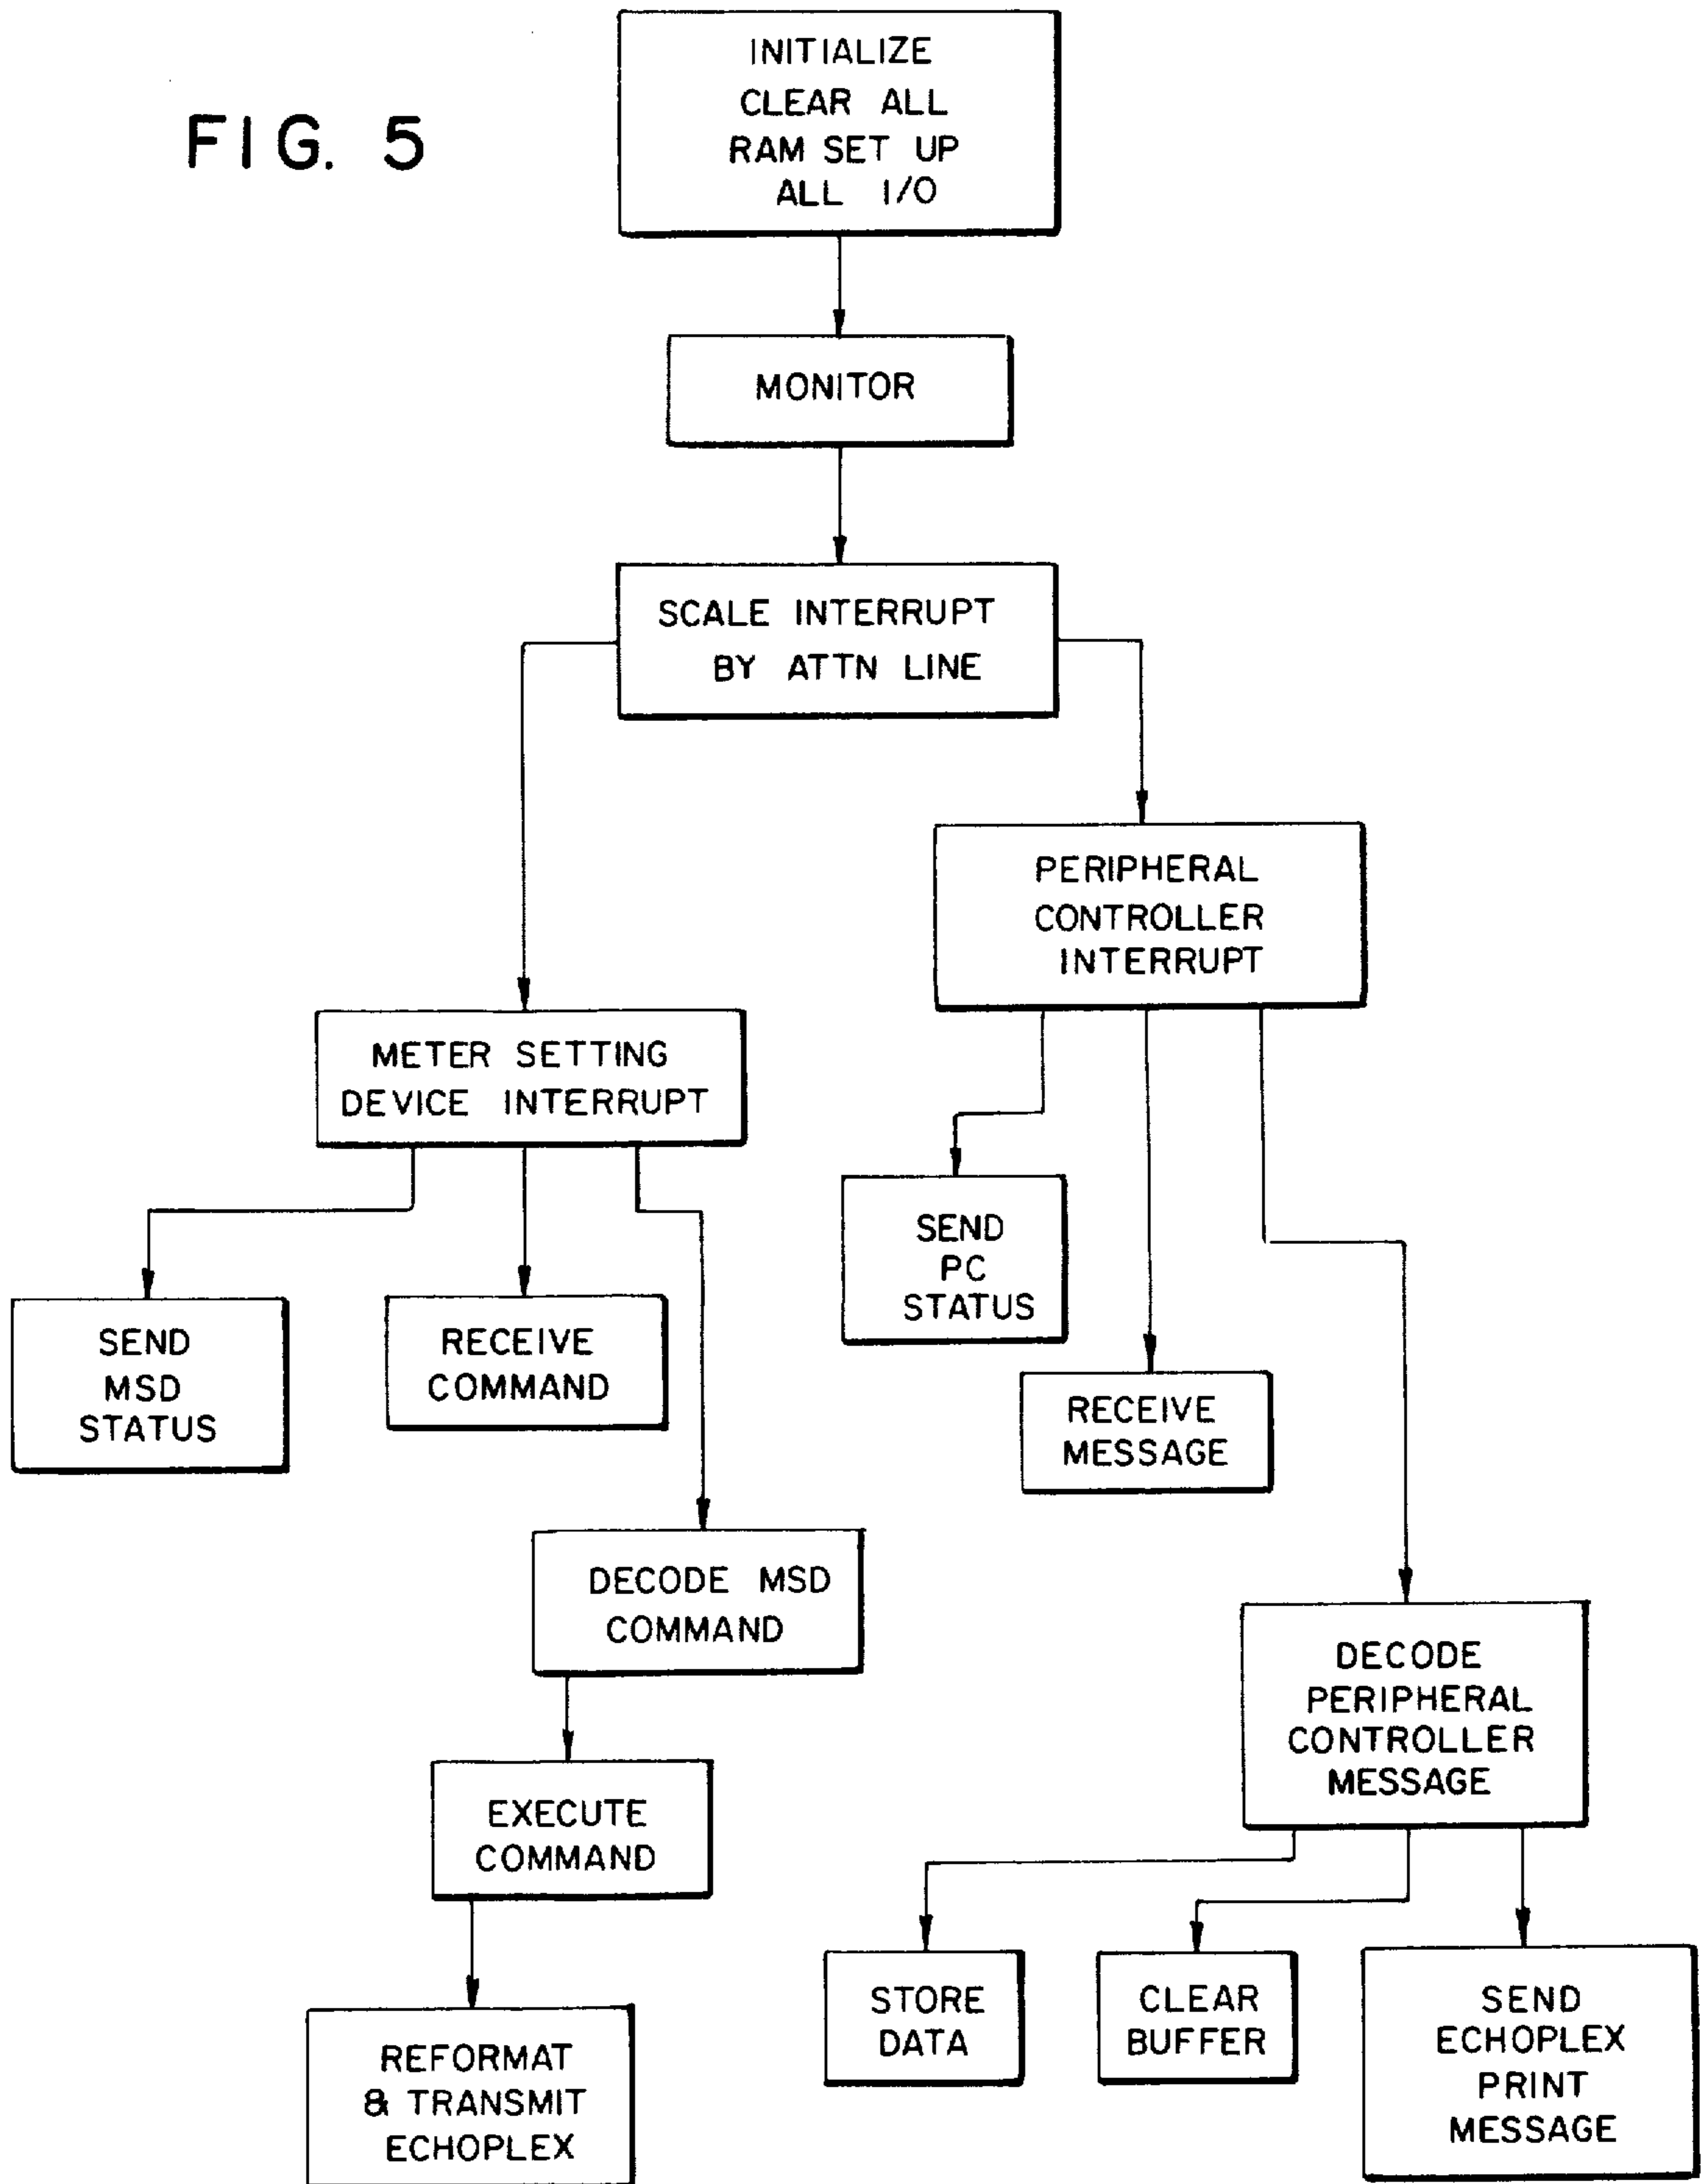 FIG. 5
INITIALIZE
CLEAR ALL
RAM SET UP
ALL I/O
MONITOR
SCALE INTERRUPT
BY ATTN LINE
PERIPHERAL
CONTROLLER
INTERRUPT
METER SETTING
DEVICE INTERRUPT
SEND
PC
STATUS
SEND
MSD
STATUS
RECEIVE
COMMAND
RECEIVE
MESSAGE
DECODE MSD
COMMAND
DECODE
PERIPHERAL
CONTROLLER
MESSAGE
EXECUTE
COMMAND
STORE
DATA
CLEAR
BUFFER
SEND
ECHOPLEX
PRINT
MESSAGE
REFORMAT
& TRANSMIT
ECHOPLEX